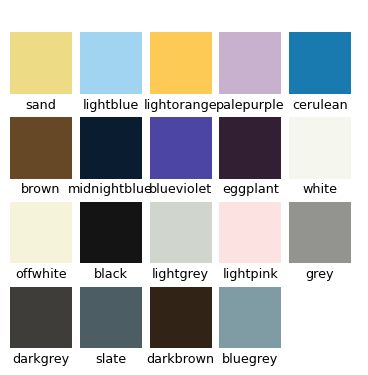 sand lightblue lightorange palepurple cerulean
brown midnightblue blueviolet eggplant white
offwhite black lightgrey lightpink grey
darkgrey slate darkbrown bluegrey